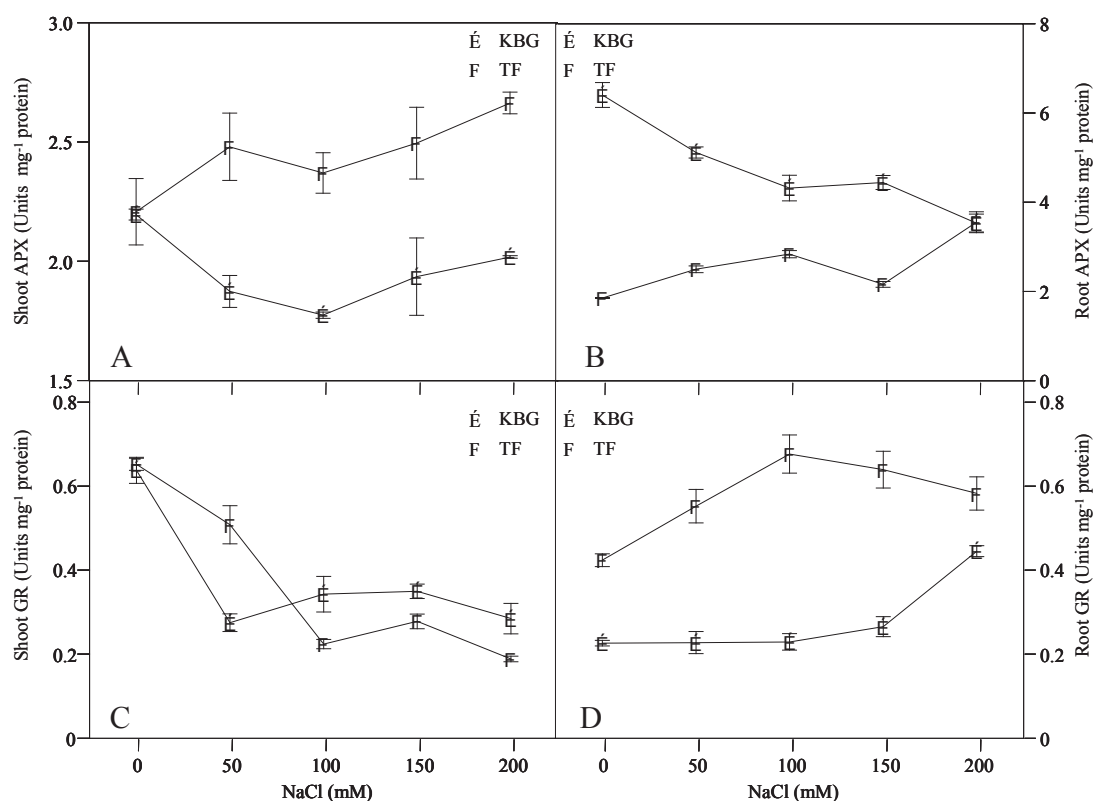 3.0
2.5
2.0
1.5
Shoot APX (Units mg-1 protein)
É KBG
F TF
A
8
6
4
2
0
Root APX (Units mg-1 protein)
É KBG
F TF
B
0.8
0.6
0.4
0.2
0
Shoot GR (Units mg-1 protein)
É KBG
F TF
C
0 50 100 150 200
NaCl (mM)
0.8
0.6
0.4
0.2
0
Root GR (Units mg-1 protein)
É KBG
F TF
D
0 50 100 150 200
NaCl (mM)